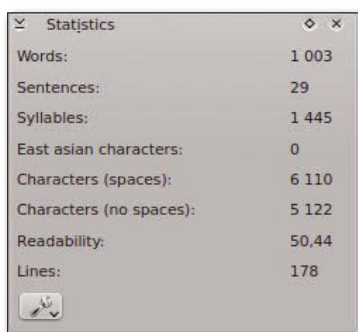 Statistics
Words: 1 003
Sentences: 29
Syllables: 1 445
East asian characters: 0
Characters (spaces): 6 110
Characters (no spaces): 5 122
Readability: 50,44
Lines: 178